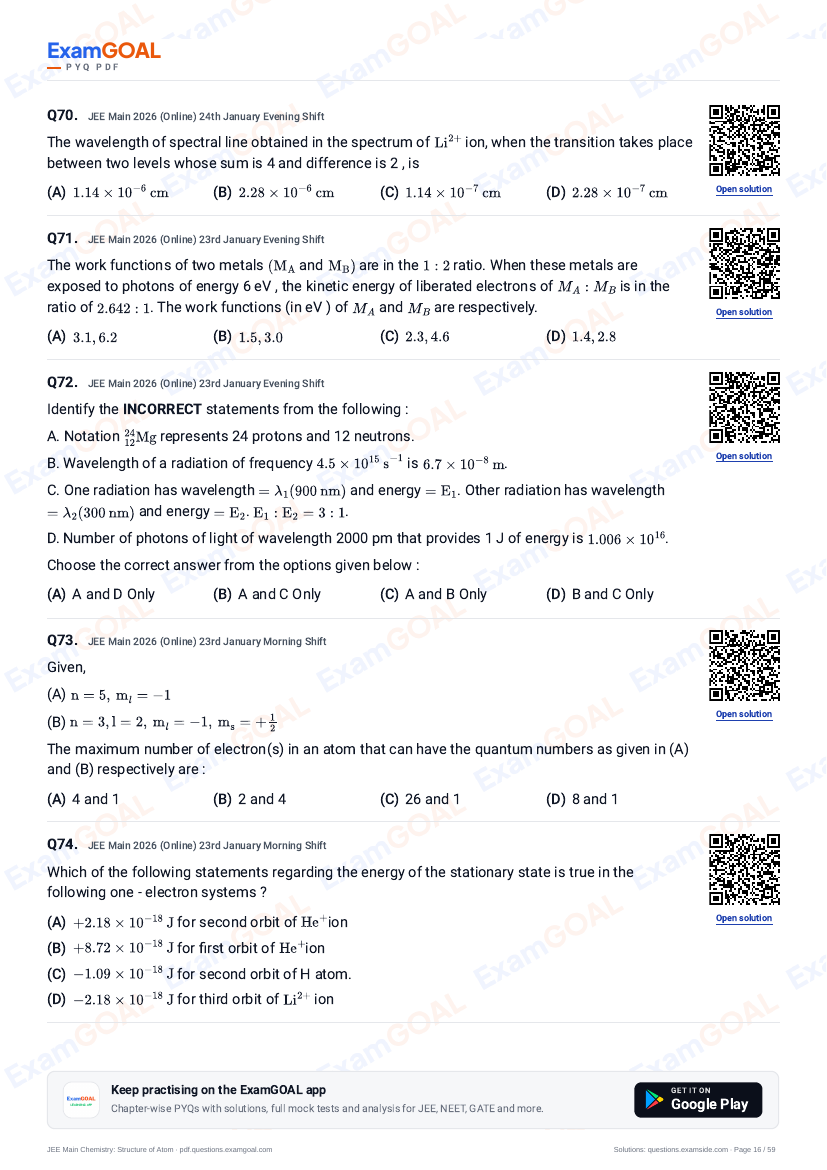 ExamGOAL
PYQ PDF
Q70. JEE Main 2026 (Online) 24th January Evening Shift
The wavelength of spectral line obtained in the spectrum of Li²⁺ ion, when the transition takes place
between two levels whose sum is 4 and difference is 2 , is
(A) 1.14 × 10⁻⁶ cm (B) 2.28 × 10⁻⁶ cm (C) 1.14 × 10⁻⁷ cm (D) 2.28 × 10⁻⁷ cm
Open solution
Q71. JEE Main 2026 (Online) 23rd January Evening Shift
The work functions of two metals (M_A and M_B) are in the 1 : 2 ratio. When these metals are
exposed to photons of energy 6 eV , the kinetic energy of liberated electrons of M_A : M_B is in the
ratio of 2.642 : 1. The work functions (in eV ) of M_A and M_B are respectively.
(A) 3.1, 6.2 (B) 1.5, 3.0 (C) 2.3, 4.6 (D) 1.4, 2.8
Open solution
Q72. JEE Main 2026 (Online) 23rd January Evening Shift
Identify the INCORRECT statements from the following :
A. Notation ²⁴₁₂Mg represents 24 protons and 12 neutrons.
B. Wavelength of a radiation of frequency 4.5 × 10¹⁵ s⁻¹ is 6.7 × 10⁻⁸ m.
C. One radiation has wavelength = λ₁(900 nm) and energy = E₁. Other radiation has wavelength
= λ₂(300 nm) and energy = E₂. E₁ : E₂ = 3 : 1.
D. Number of photons of light of wavelength 2000 pm that provides 1 J of energy is 1.006 × 10¹⁶.
Choose the correct answer from the options given below :
(A) A and D Only (B) A and C Only (C) A and B Only (D) B and C Only
Open solution
Q73. JEE Main 2026 (Online) 23rd January Morning Shift
Given,
(A) n = 5, m_l = −1
(B) n = 3, l = 2, m_l = −1, m_s = +1/2
The maximum number of electron(s) in an atom that can have the quantum numbers as given in (A)
and (B) respectively are :
(A) 4 and 1 (B) 2 and 4 (C) 26 and 1 (D) 8 and 1
Open solution
Q74. JEE Main 2026 (Online) 23rd January Morning Shift
Which of the following statements regarding the energy of the stationary state is true in the
following one - electron systems ?
(A) +2.18 × 10⁻¹⁸ J for second orbit of He⁺ion
(B) +8.72 × 10⁻¹⁸ J for first orbit of He⁺ion
(C) −1.09 × 10⁻¹⁸ J for second orbit of H atom.
(D) −2.18 × 10⁻¹⁸ J for third orbit of Li²⁺ ion
Open solution
ExamGOAL
Keep practising on the ExamGOAL app
Chapter-wise PYQs with solutions, full mock tests and analysis for JEE, NEET, GATE and more.
GET IT ON
Google Play
JEE Main Chemistry: Structure of Atom · pdf.questions.examgoal.com
Solutions: questions.examside.com · Page 16 / 59